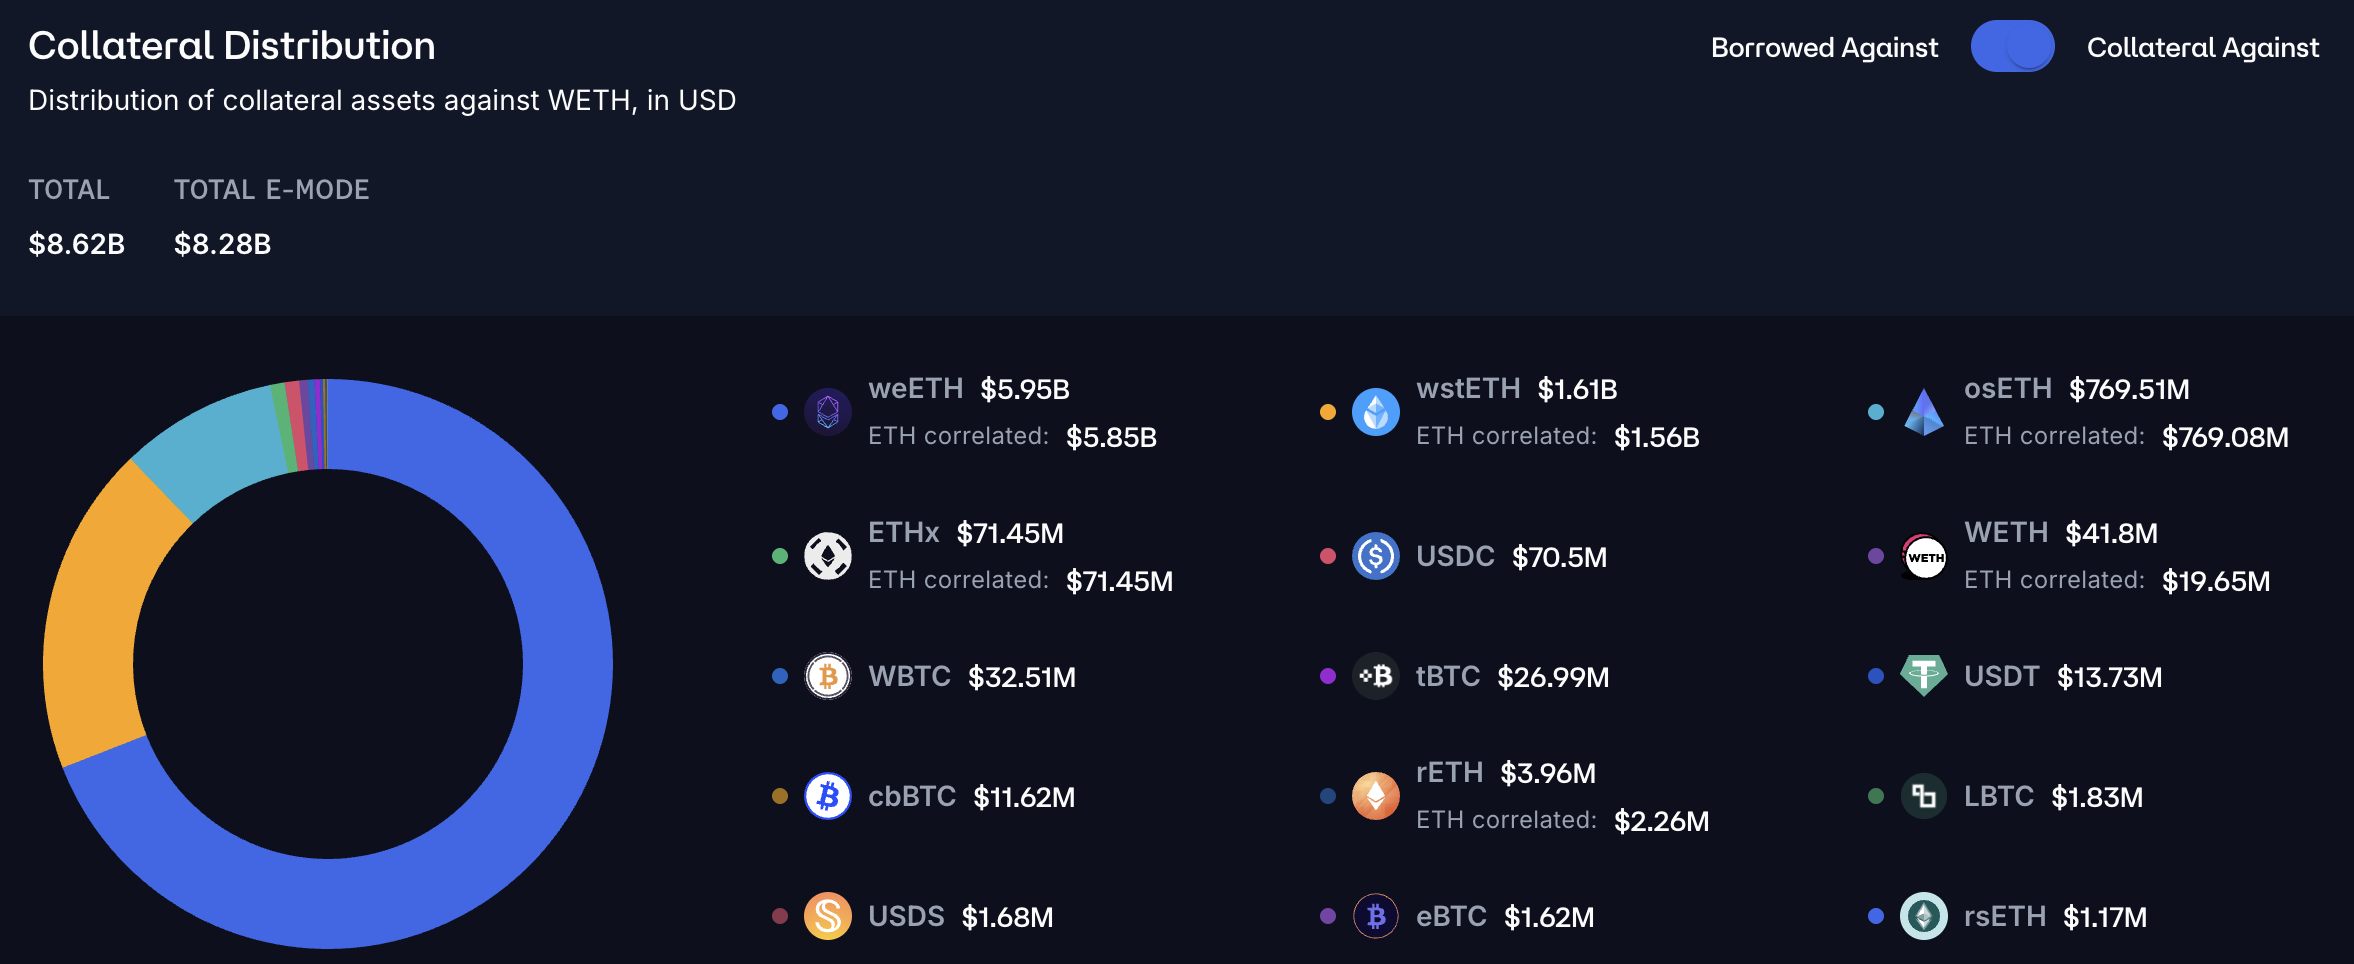 Collateral Distribution
Borrowed Against
Collateral Against
Distribution of collateral assets against WETH, in USD
TOTAL
TOTAL E-MODE
$8.62B
$8.28B
weETH $5.95B
ETH correlated: $5.85B
wstETH $1.61B
ETH correlated: $1.56B
osETH $769.51M
ETH correlated: $769.08M
ETHx $71.45M
ETH correlated: $71.45M
USDC $70.5M
WETH
WETH $41.8M
ETH correlated: $19.65M
WBTC $32.51M
tBTC $26.99M
USDT $13.73M
cbBTC $11.62M
rETH $3.96M
ETH correlated: $2.26M
LBTC $1.83M
USDS $1.68M
eBTC $1.62M
rsETH $1.17M